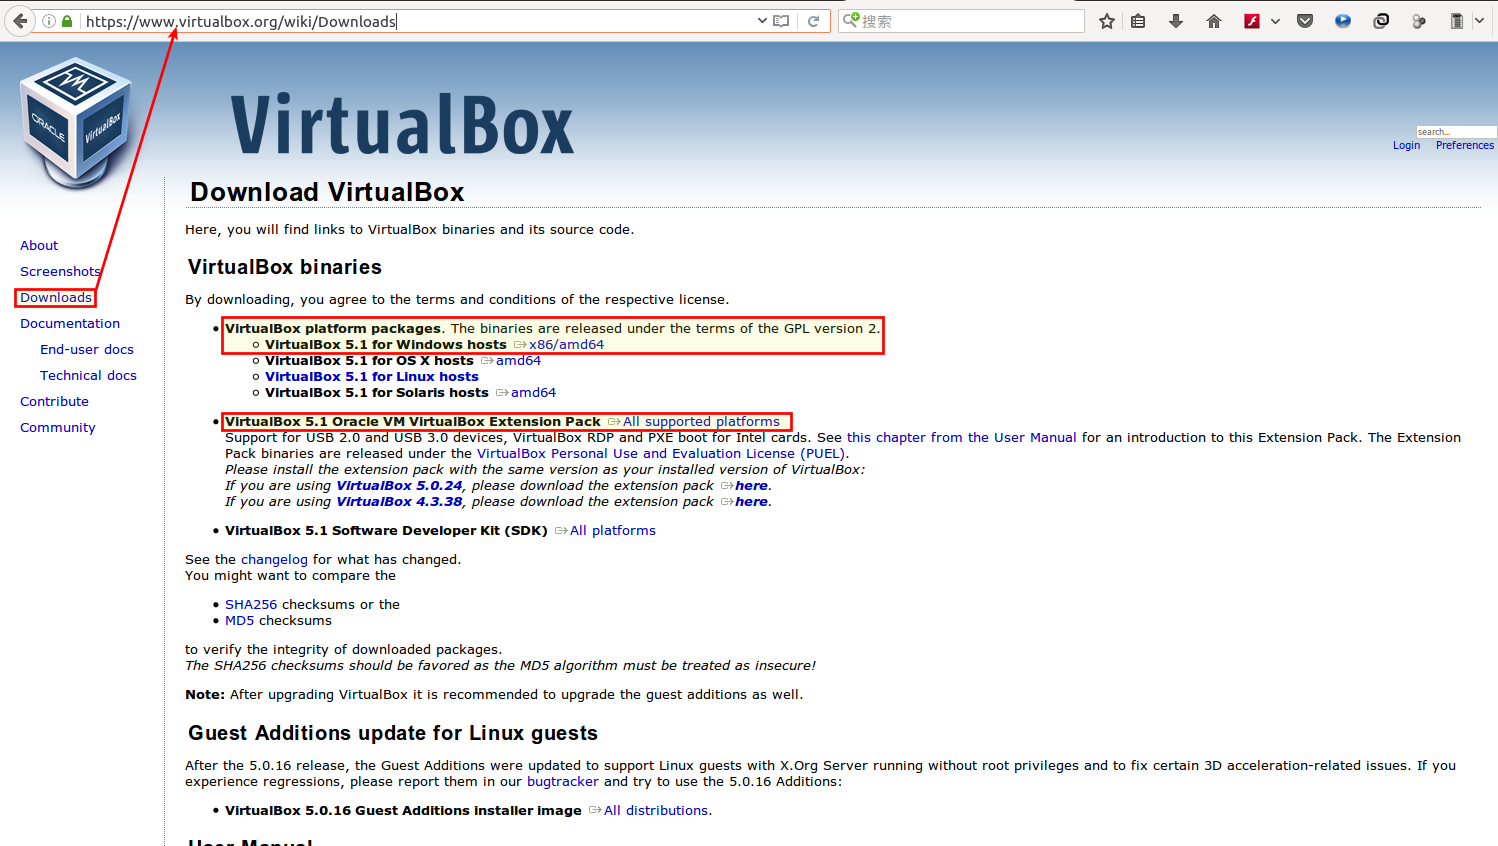 https://www.virtualbox.org/wiki/Downloads
搜索
ORACLE
VirtualBox
VirtualBox
search...
Login Preferences
About
Screenshots
Downloads
Documentation
End-user docs
Technical docs
Contribute
Community
Download VirtualBox
Here, you will find links to VirtualBox binaries and its source code.
VirtualBox binaries
By downloading, you agree to the terms and conditions of the respective license.
VirtualBox platform packages. The binaries are released under the terms of the GPL version 2.
VirtualBox 5.1 for Windows hosts x86/amd64
VirtualBox 5.1 for OS X hosts amd64
VirtualBox 5.1 for Linux hosts
VirtualBox 5.1 for Solaris hosts amd64
VirtualBox 5.1 Oracle VM VirtualBox Extension Pack All supported platforms
Support for USB 2.0 and USB 3.0 devices, VirtualBox RDP and PXE boot for Intel cards. See this chapter from the User Manual for an introduction to this Extension Pack. The Extension
Pack binaries are released under the VirtualBox Personal Use and Evaluation License (PUEL).
Please install the extension pack with the same version as your installed version of VirtualBox:
If you are using VirtualBox 5.0.24, please download the extension pack here.
If you are using VirtualBox 4.3.38, please download the extension pack here.
VirtualBox 5.1 Software Developer Kit (SDK) All platforms
See the changelog for what has changed.
You might want to compare the
SHA256 checksums or the
MD5 checksums
to verify the integrity of downloaded packages.
The SHA256 checksums should be favored as the MD5 algorithm must be treated as insecure!
Note: After upgrading VirtualBox it is recommended to upgrade the guest additions as well.
Guest Additions update for Linux guests
After the 5.0.16 release, the Guest Additions were updated to support Linux guests with X.Org Server running without root privileges and to fix certain 3D acceleration-related issues. If you
experience regressions, please report them in our bugtracker and try to use the 5.0.16 Additions:
VirtualBox 5.0.16 Guest Additions installer image All distributions.
User Manual